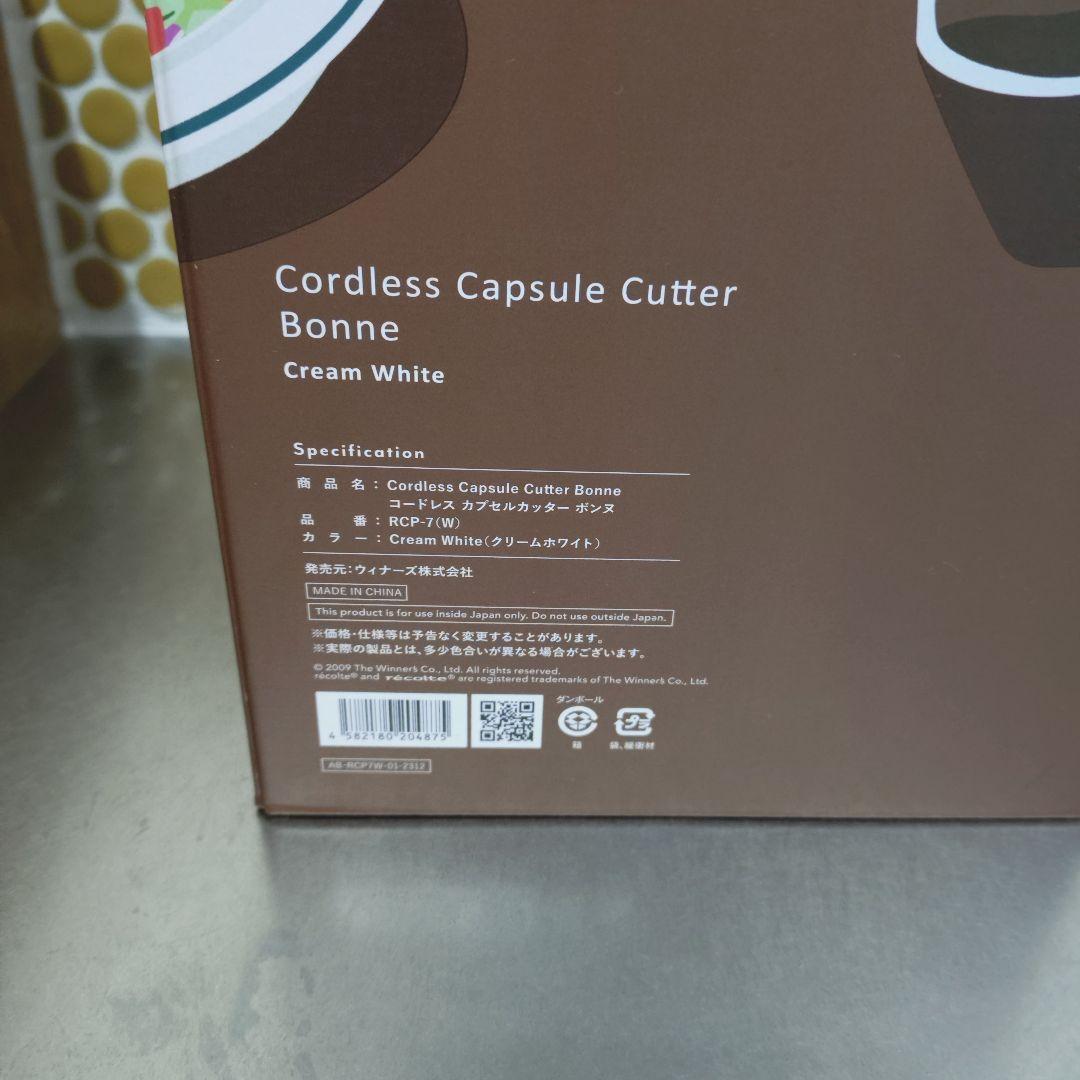 Cordless Capsule Cutter
Bonne
Cream White
Specification
商品名：Cordless Capsule Cutter Bonne
コードレス カプセルカッター ボンヌ
品番：RCP-7(W)
カラー：Cream White(クリームホワイト)
発売元：ウィナーズ株式会社
MADE IN CHINA
This product is for use inside Japan only. Do not use outside Japan.
※価格・仕様等は予告なく変更することがあります。
※実際の製品とは、多少色合いが異なる場合がございます。
© 2009 The Winner's Co., Ltd. All rights reserved.
récolte® and récolte® are registered trademarks of The Winner's Co., Ltd.
4 582180 204875
ダンボール
箱
プラ
袋、緩衝材
AB-RCP7W-01-2312